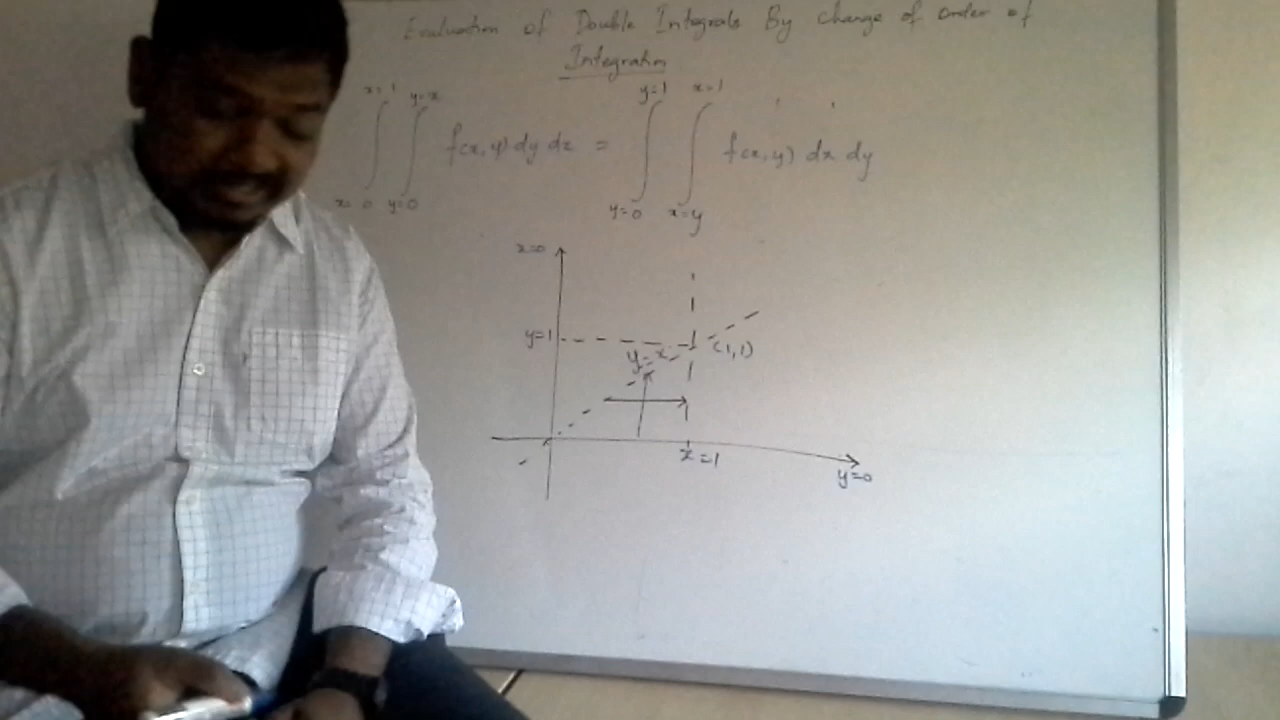 Evaluation of Double Integrals By Change of Order of
Integration
x=1 y=x y=1 x=1
∫ ∫ f(x,y) dy dx = ∫ ∫ f(x,y) dx dy
x=0 y=0 y=0 x=y
x=0
y=1
y=x (1,1)
x=1
y=0